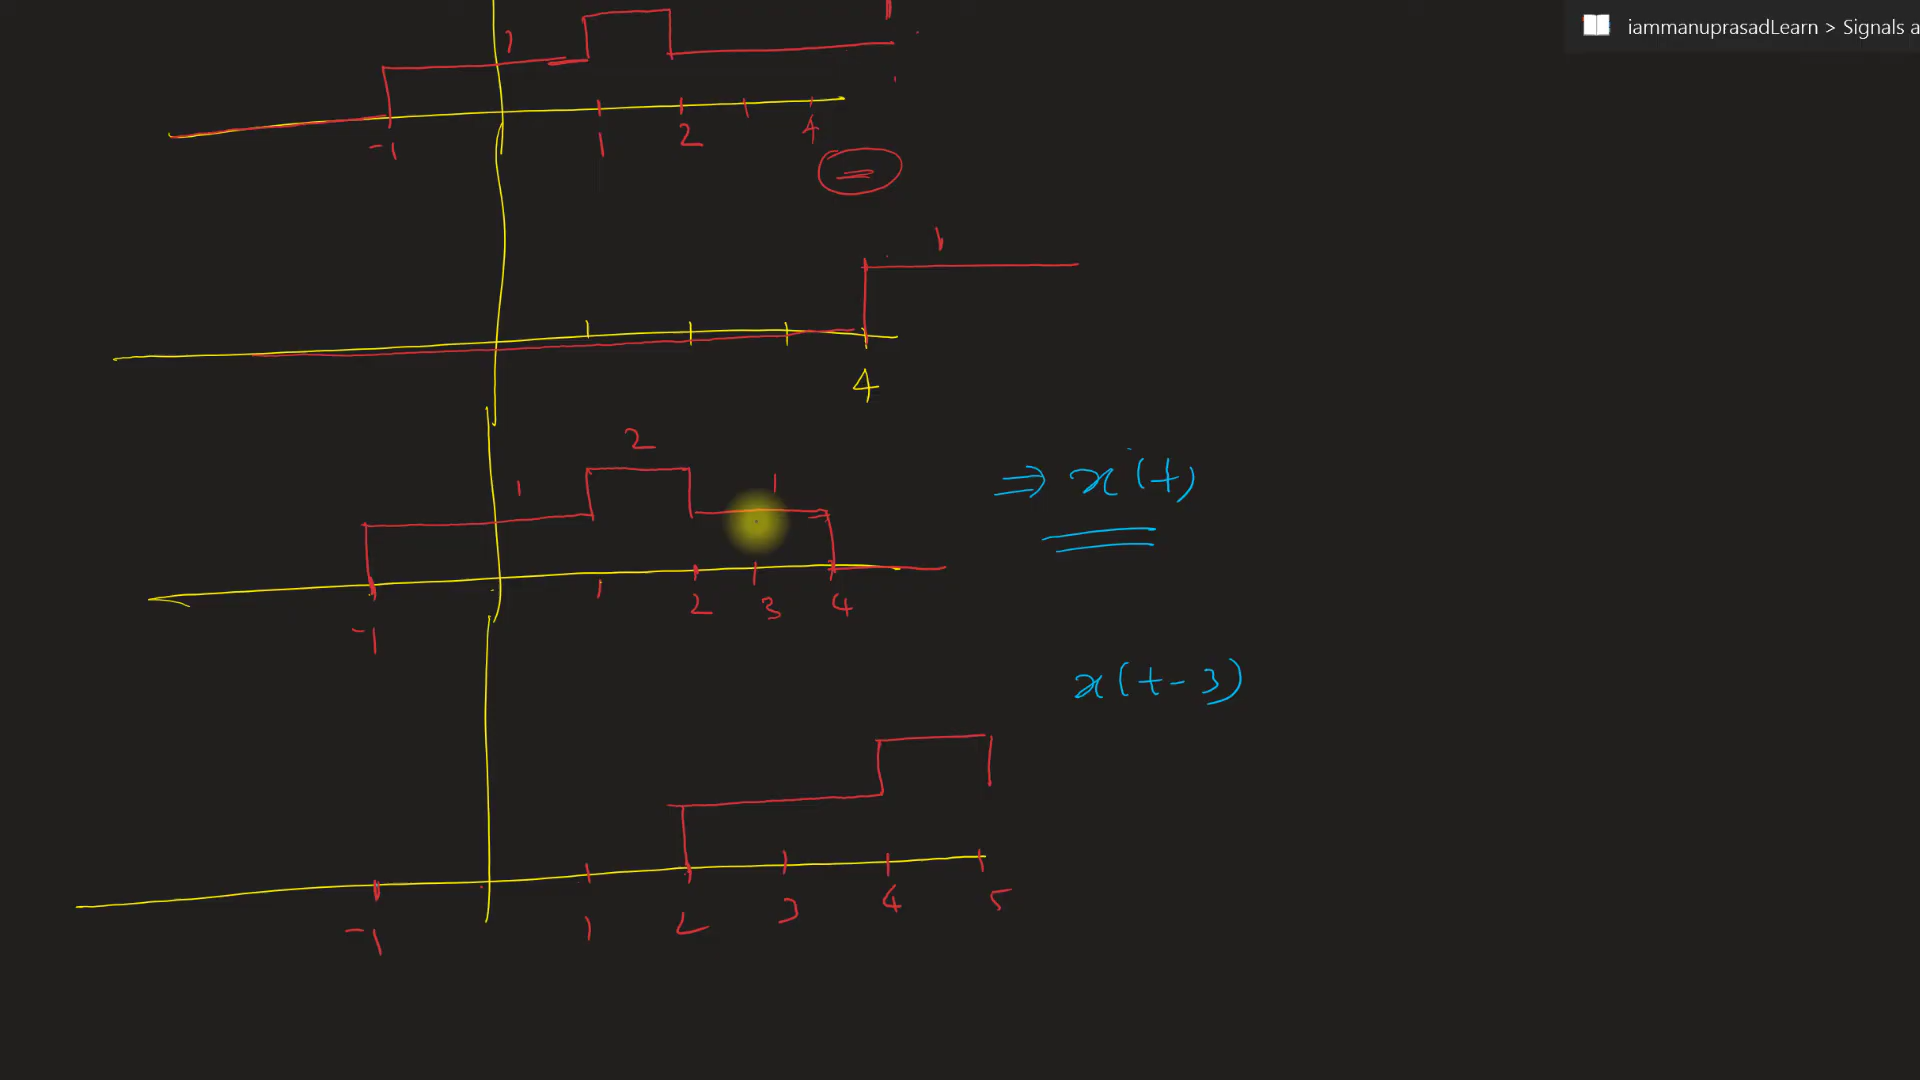 iammanuprasadLearn > Signals a
1
-1 1 2 4
=
1
4
2
1 1
⇒ x(t)
-1 1 2 3 4
x(t-3)
-1 1 2 3 4 5